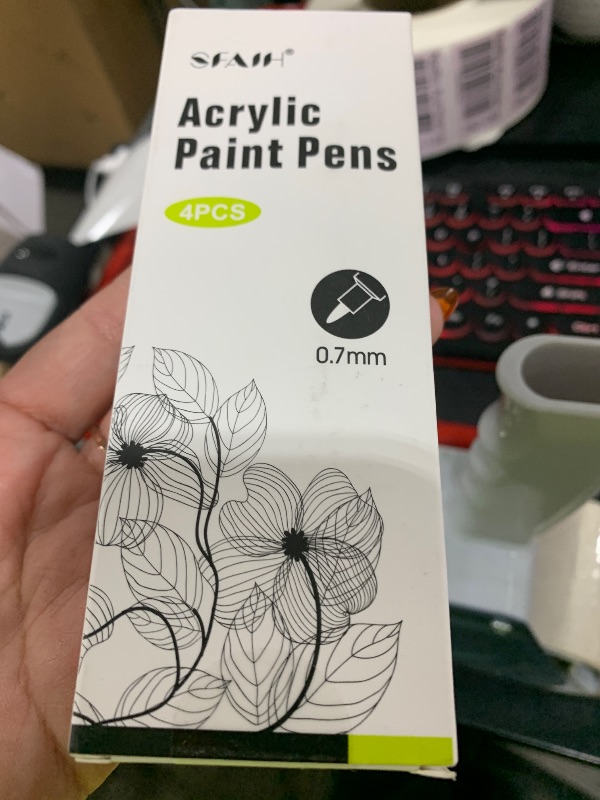 SFAIH®
Acrylic
Paint Pens
4PCS
0.7mm